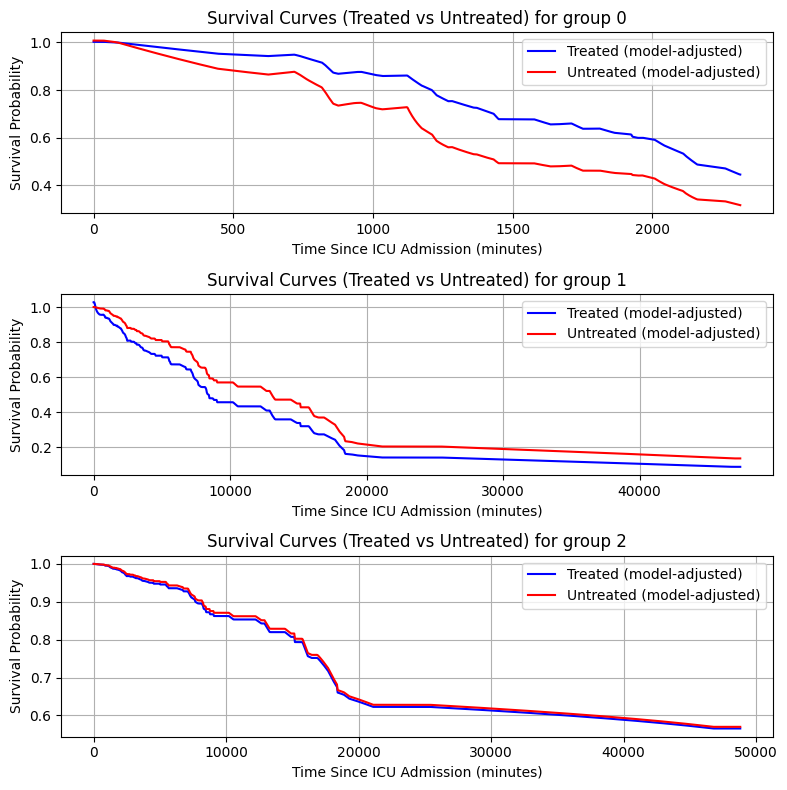 Survival Curves (Treated vs Untreated) for group 0
Survival Probability
1.0
0.8
0.6
0.4
Treated (model-adjusted)
Untreated (model-adjusted)
0 500 1000 1500 2000
Time Since ICU Admission (minutes)
Survival Curves (Treated vs Untreated) for group 1
Survival Probability
1.0
0.8
0.6
0.4
0.2
Treated (model-adjusted)
Untreated (model-adjusted)
0 10000 20000 30000 40000
Time Since ICU Admission (minutes)
Survival Curves (Treated vs Untreated) for group 2
Survival Probability
1.0
0.9
0.8
0.7
0.6
Treated (model-adjusted)
Untreated (model-adjusted)
0 10000 20000 30000 40000 50000
Time Since ICU Admission (minutes)